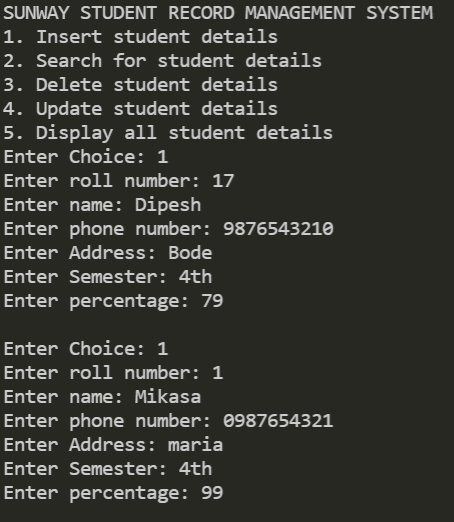 SUNWAY STUDENT RECORD MANAGEMENT SYSTEM
1. Insert student details
2. Search for student details
3. Delete student details
4. Update student details
5. Display all student details
Enter Choice: 1
Enter roll number: 17
Enter name: Dipesh
Enter phone number: 9876543210
Enter Address: Bode
Enter Semester: 4th
Enter percentage: 79
Enter Choice: 1
Enter roll number: 1
Enter name: Mikasa
Enter phone number: 0987654321
Enter Address: maria
Enter Semester: 4th
Enter percentage: 99